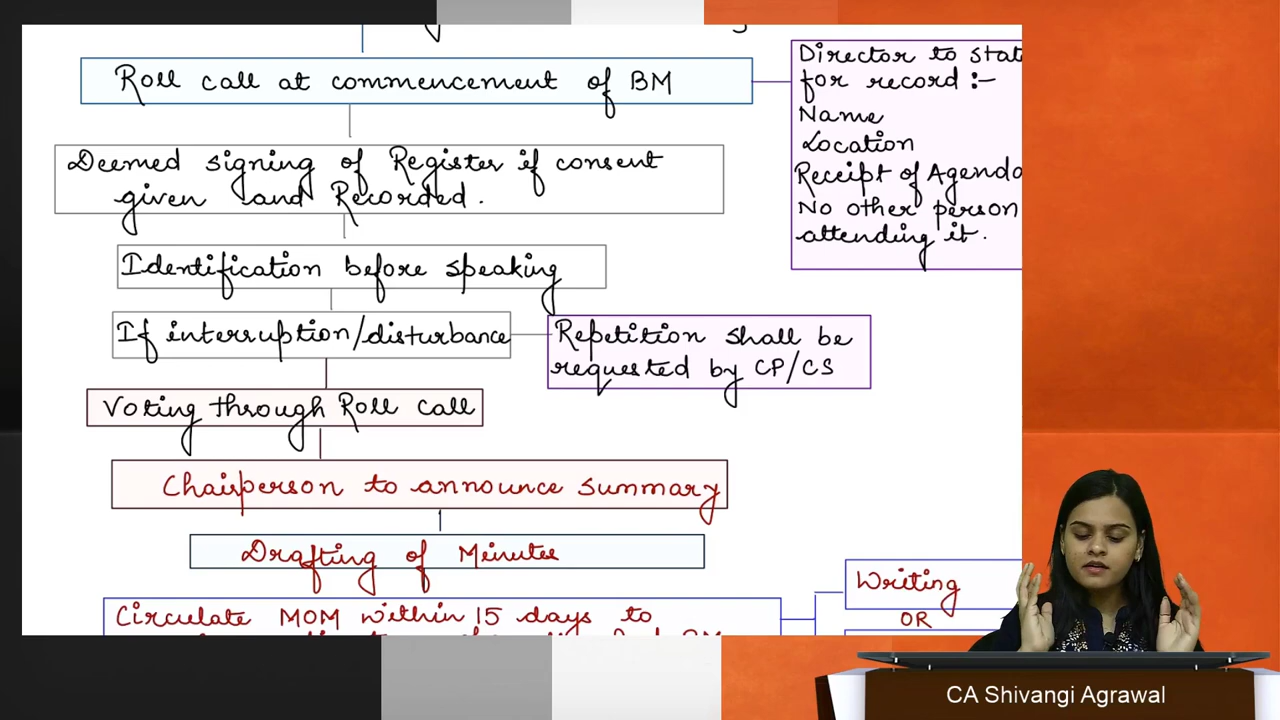 Roll call at commencement of BM
Director to stat
for record :-
Name
Location
Receipt of Agenda
No other person
attending it.
Deemed signing of Register if consent
given and Recorded.
Identification before speaking
If interruption/disturbance
Repetition shall be
requested by CP/CS
Voting through Roll call
Chairperson to announce summary
Drafting of Minutes
Circulate MOM within 15 days to
Writing
OR
CA Shivangi Agrawal